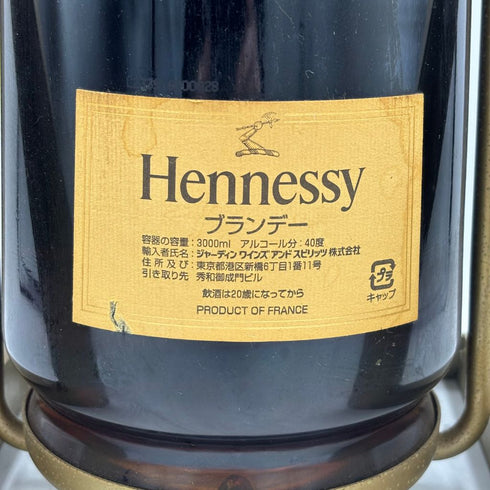 Hennessy
ブランデー
容器の容量：3000ml アルコール分：40度
輸入者氏名：ジャーディン ワインズ アンド スピリッツ 株式会社
住所及び：東京都港区新橋6丁目1番11号
引き取り先 秀和御成門ビル
飲酒は20歳になってから
PRODUCT OF FRANCE
プラ
キャップ